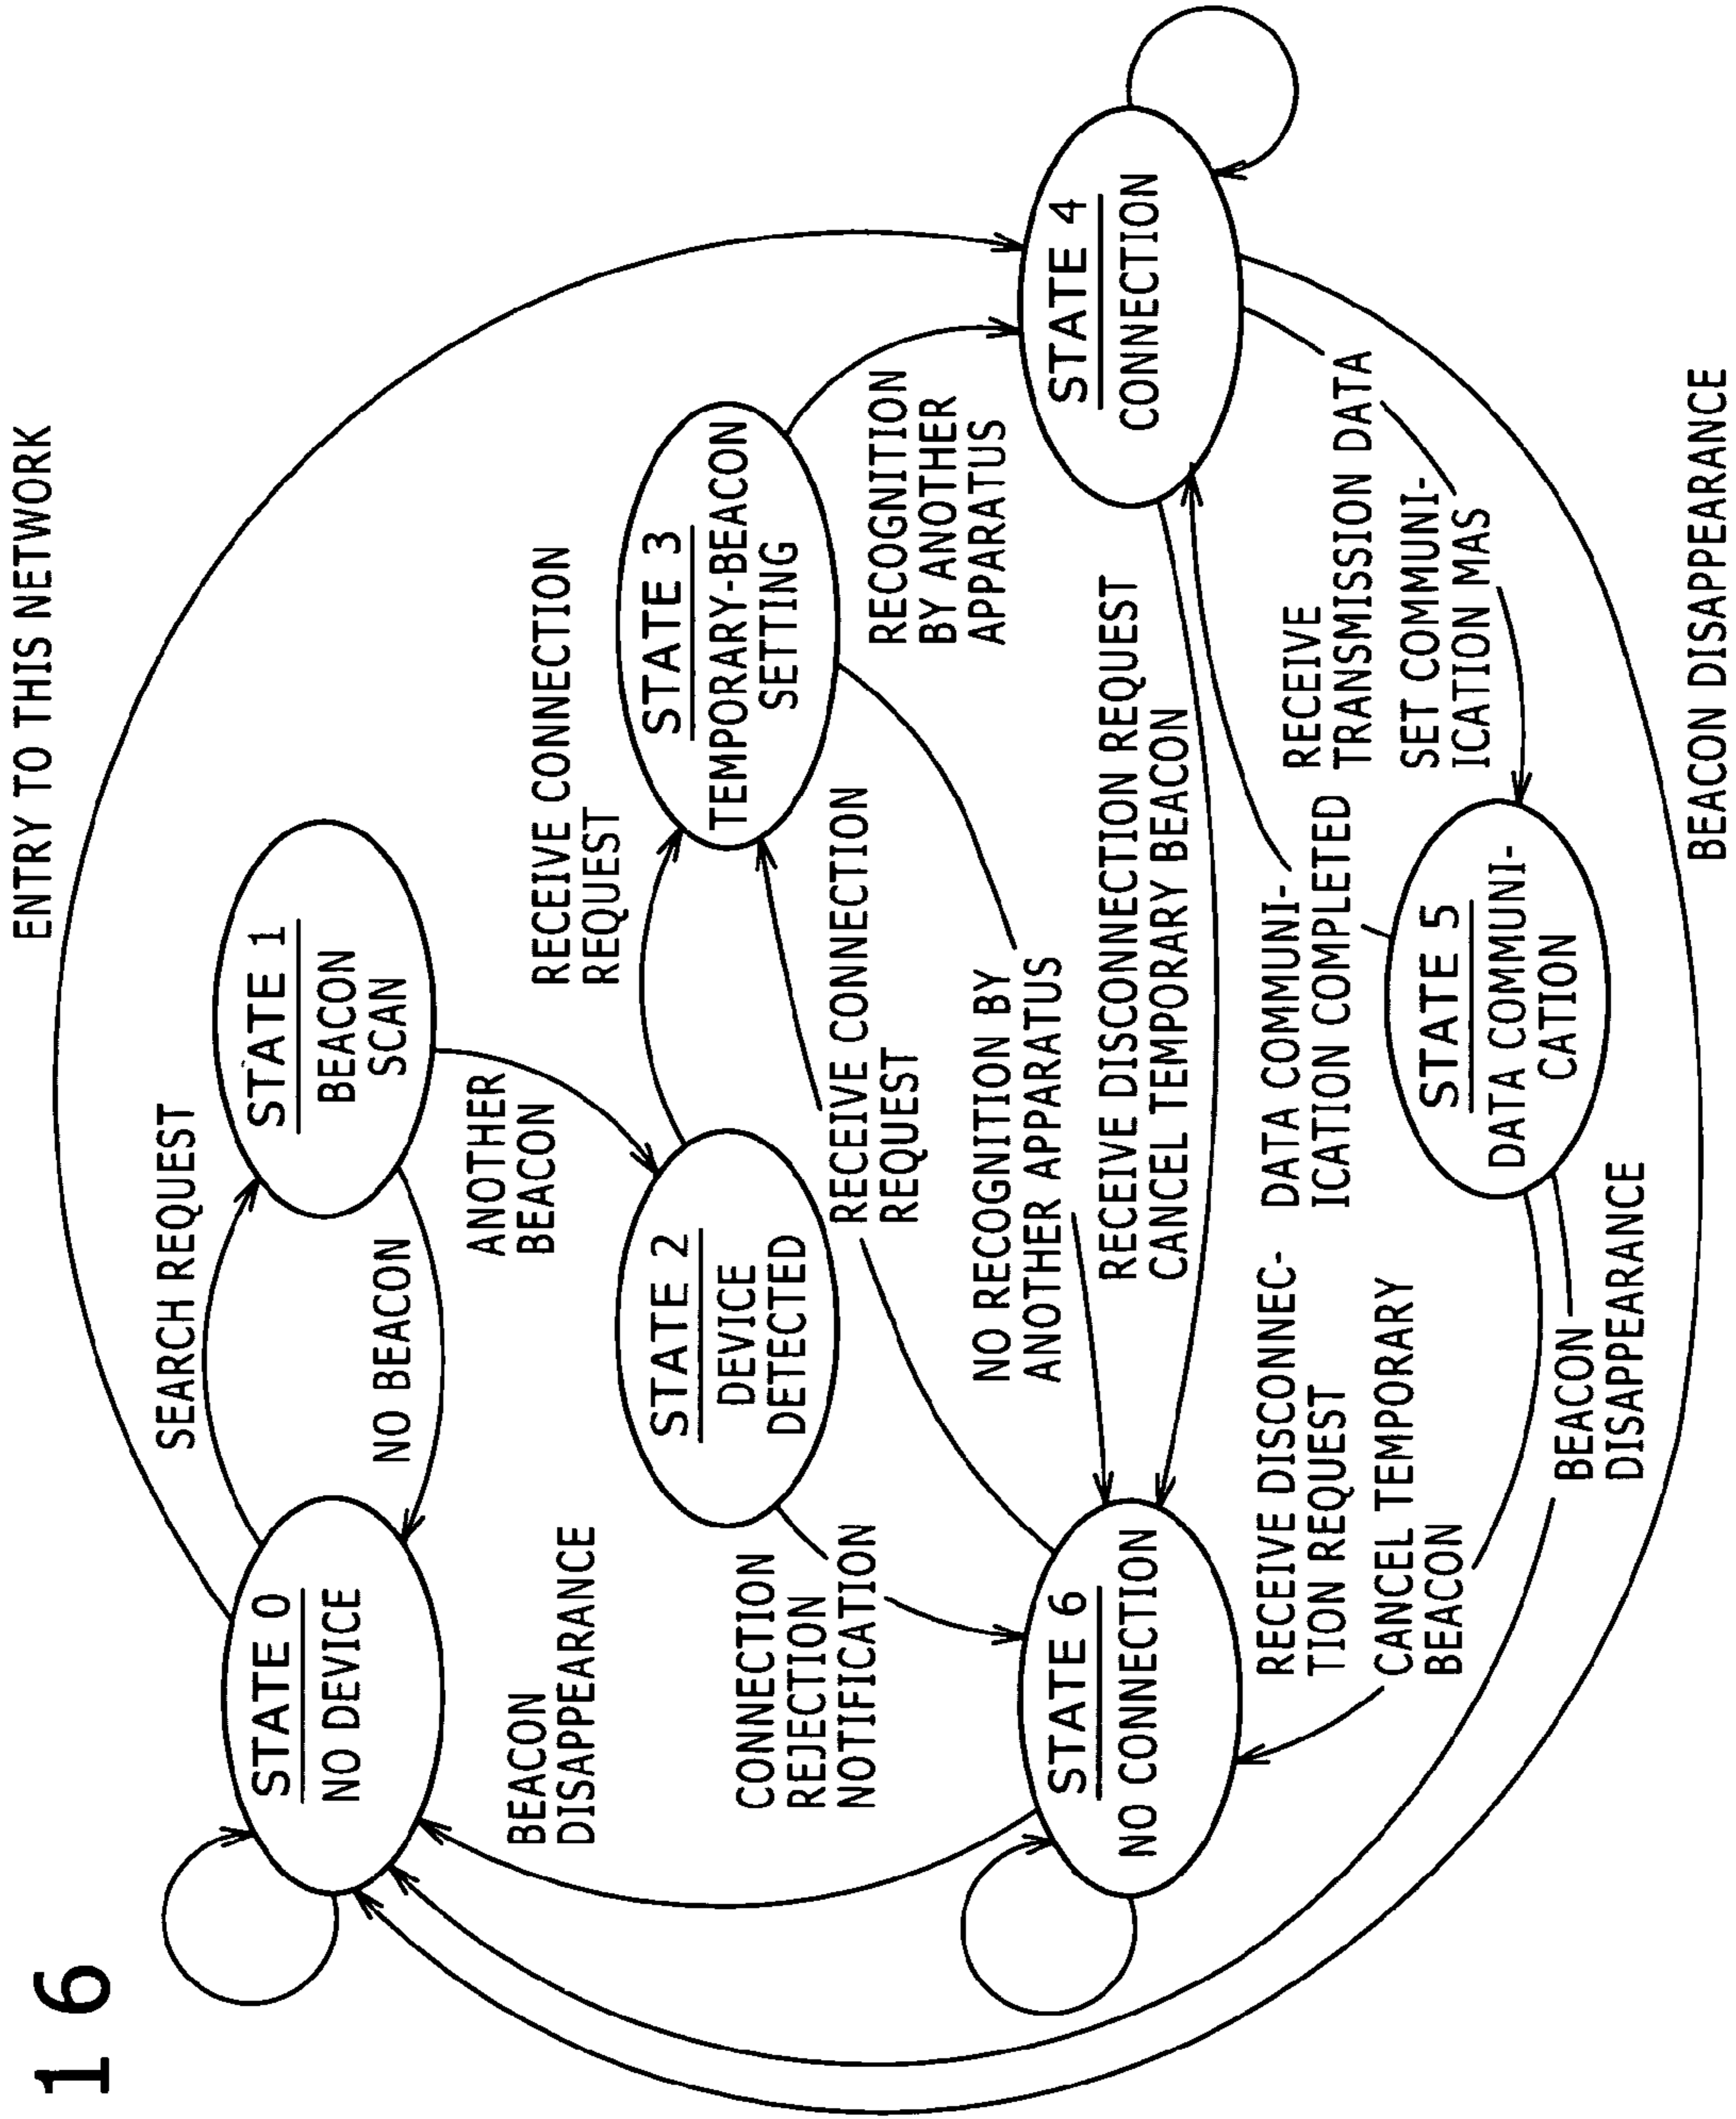 16
ENTRY TO THIS NETWORK
SEARCH REQUEST
STATE 0
NO DEVICE
STATE 1
BEACON
SCAN
NO BEACON
ANOTHER
BEACON
BEACON
DISAPPEARANCE
RECEIVE CONNECTION
REQUEST
STATE 2
DEVICE
DETECTED
STATE 3
TEMPORARY-BEACON
SETTING
CONNECTION
REJECTION
NOTIFICATION
RECEIVE CONNECTION
REQUEST
RECOGNITION
BY ANOTHER
APPARATUS
NO RECOGNITION BY
ANOTHER APPARATUS
STATE 6
NO CONNECTION
RECEIVE DISCONNECTION REQUEST
CANCEL TEMPORARY BEACON
STATE 4
CONNECTION
RECEIVE DISCONNEC-
TION REQUEST
CANCEL TEMPORARY
BEACON
DATA COMMUNI-
ICATION COMPLETED
RECEIVE
TRANSMISSION DATA
SET COMMUNI-
ICATION MAS
STATE 5
DATA COMMUNI-
CATION
BEACON
DISAPPEARANCE
BEACON DISAPPEARANCE